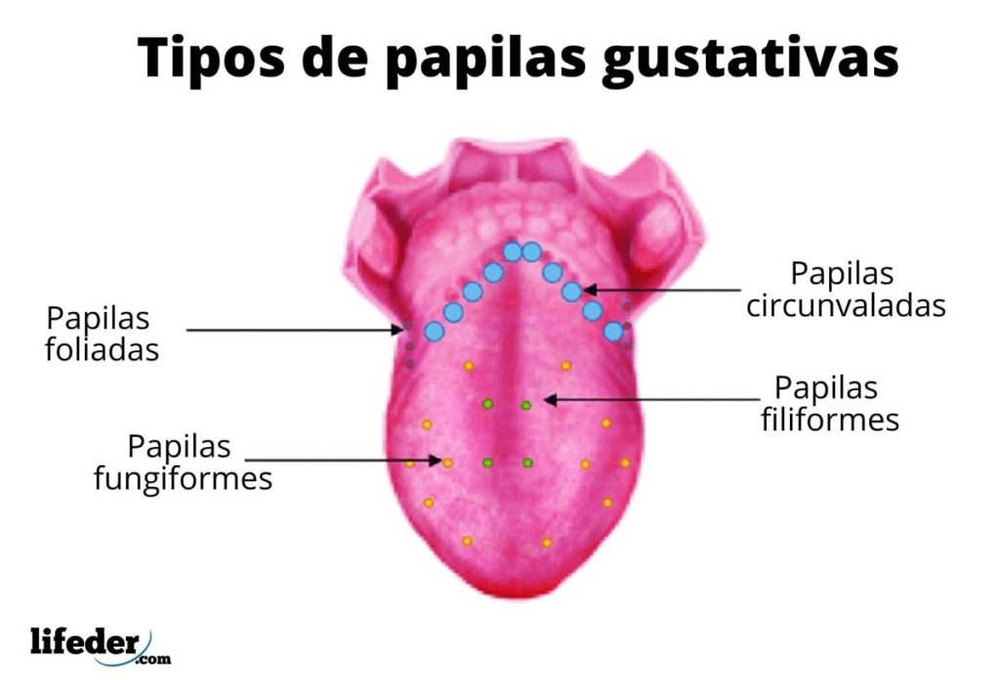 Tipos de papilas gustativas
Papilas
circunvaladas
Papilas
foliadas
Papilas
filiformes
Papilas
fungiformes
lifeder.com